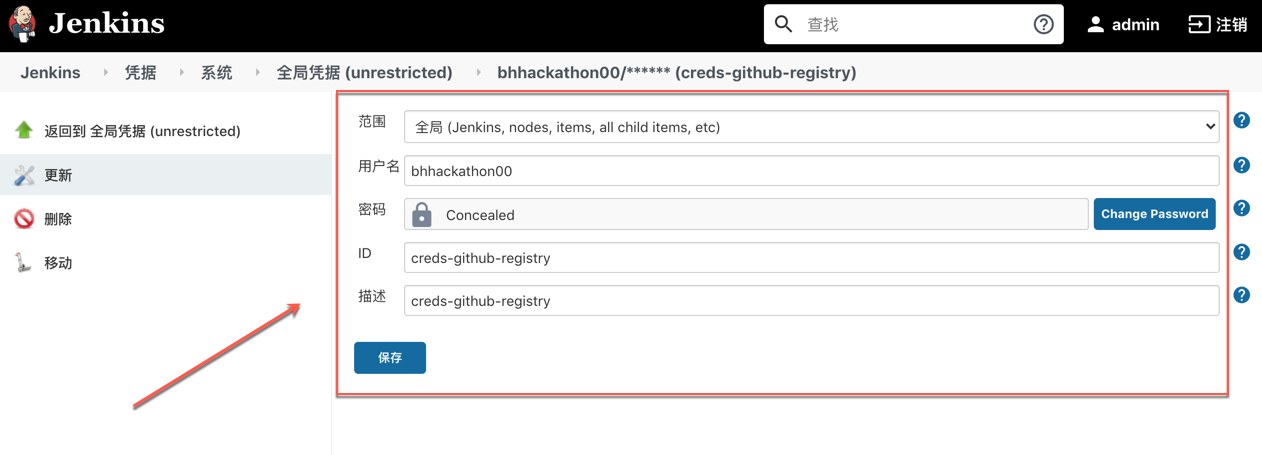 Jenkins
查找
admin
注销
Jenkins 凭据 系统 全局凭据 (unrestricted) bhhackathon00/****** (creds-github-registry)
返回到 全局凭据 (unrestricted)
更新
删除
移动
范围 全局 (Jenkins, nodes, items, all child items, etc)
用户名 bhhackathon00
密码 Concealed Change Password
ID creds-github-registry
描述 creds-github-registry
保存